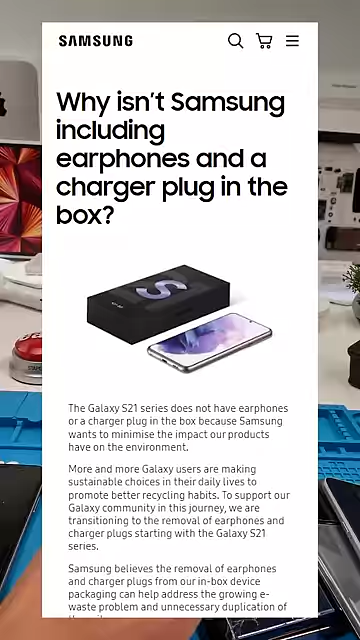 SAMSUNG
Why isn't Samsung
including
earphones and a
charger plug in the
box?
S
The Galaxy S21 series does not have earphones
or a charger plug in the box because Samsung
wants to minimise the impact our products
have on the environment.
More and more Galaxy users are making
sustainable choices in their daily lives to
promote better recycling habits. To support our
Galaxy community in this journey, we are
transitioning to the removal of earphones and
charger plugs starting with the Galaxy S21
series.
Samsung believes the removal of earphones
and charger plugs from our in-box device
packaging can help address the growing e-
waste problem and unnecessary duplication of